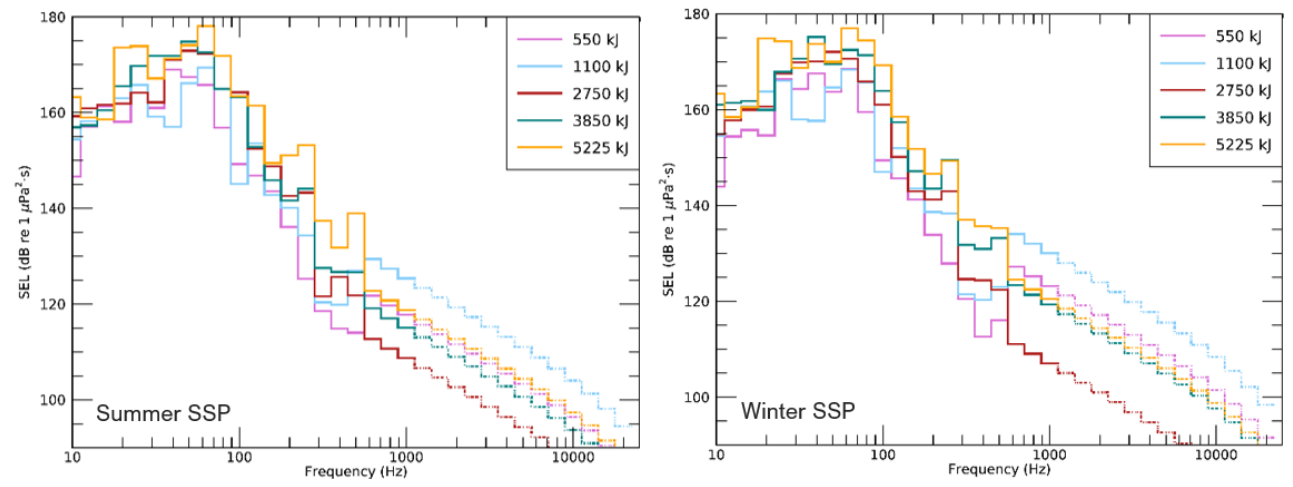 180
160
140
120
100
SEL (dB re 1 μPa²·s)
550 kJ
1100 kJ
2750 kJ
3850 kJ
5225 kJ
Summer SSP
10
100
1000
10000
Frequency (Hz)
180
160
140
120
100
SEL (dB re 1 μPa²·s)
550 kJ
1100 kJ
2750 kJ
3850 kJ
5225 kJ
Winter SSP
10
100
1000
10000
Frequency (Hz)